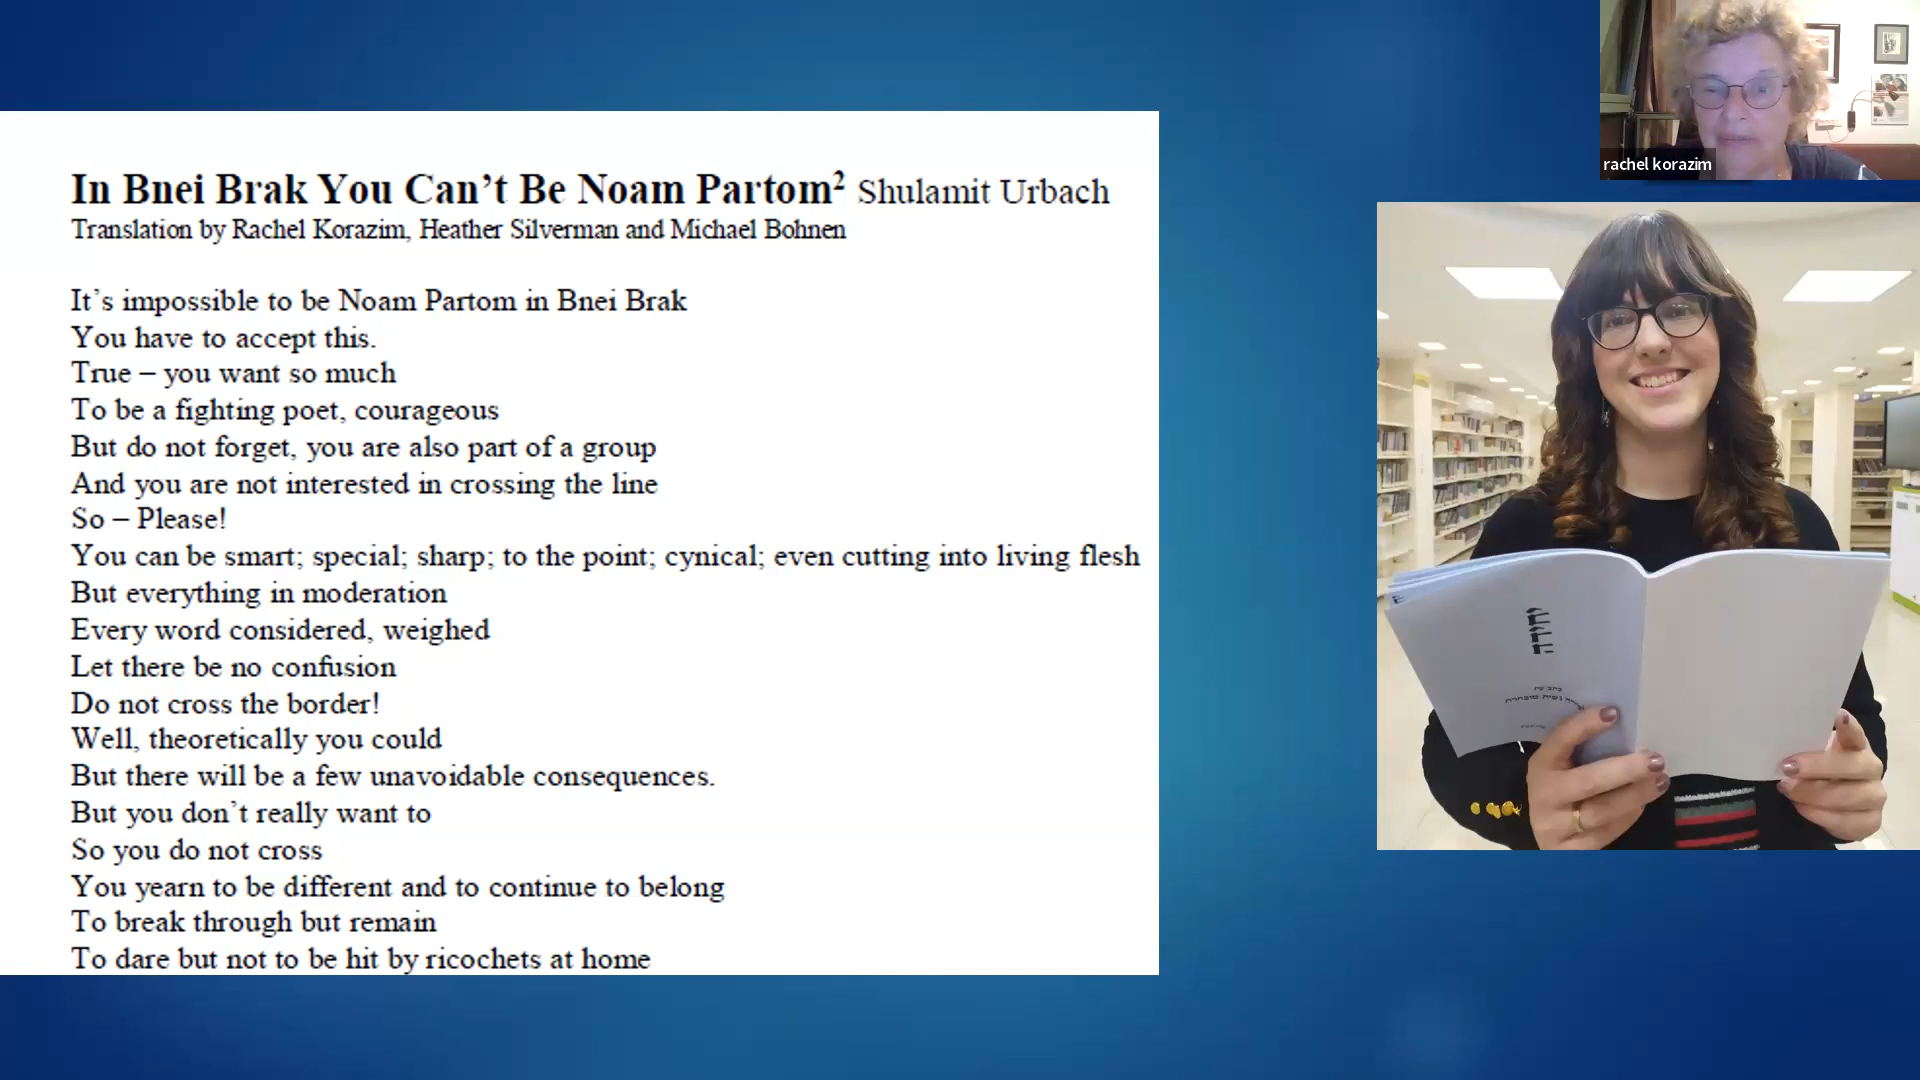 In Bnei Brak You Can't Be Noam Partom² Shulamit Urbach
Translation by Rachel Korazim, Heather Silverman and Michael Bohnen
It's impossible to be Noam Partom in Bnei Brak
You have to accept this.
True – you want so much
To be a fighting poet, courageous
But do not forget, you are also part of a group
And you are not interested in crossing the line
So – Please!
You can be smart; special; sharp; to the point; cynical; even cutting into living flesh
But everything in moderation
Every word considered, weighed
Let there be no confusion
Do not cross the border!
Well, theoretically you could
But there will be a few unavoidable consequences.
But you don't really want to
So you do not cross
You yearn to be different and to continue to belong
To break through but remain
To dare but not to be hit by ricochets at home
rachel korazim
יחידה